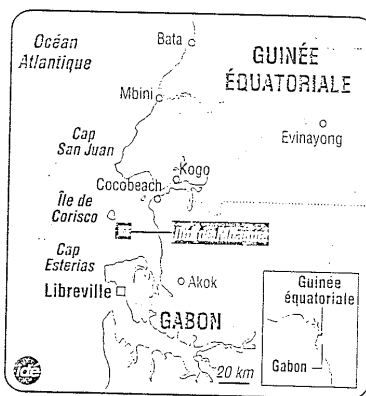 Océan
Atlantique
Bata
GUINÉE
ÉQUATORIALE
Mbini
Evinayong
Cap
San Juan
Kogo
Cocobeach
Île de
Corisco
Cap
Esterias
Libreville
Akok
GABON
20 km
Guinée
équatoriale
Gabon
idé